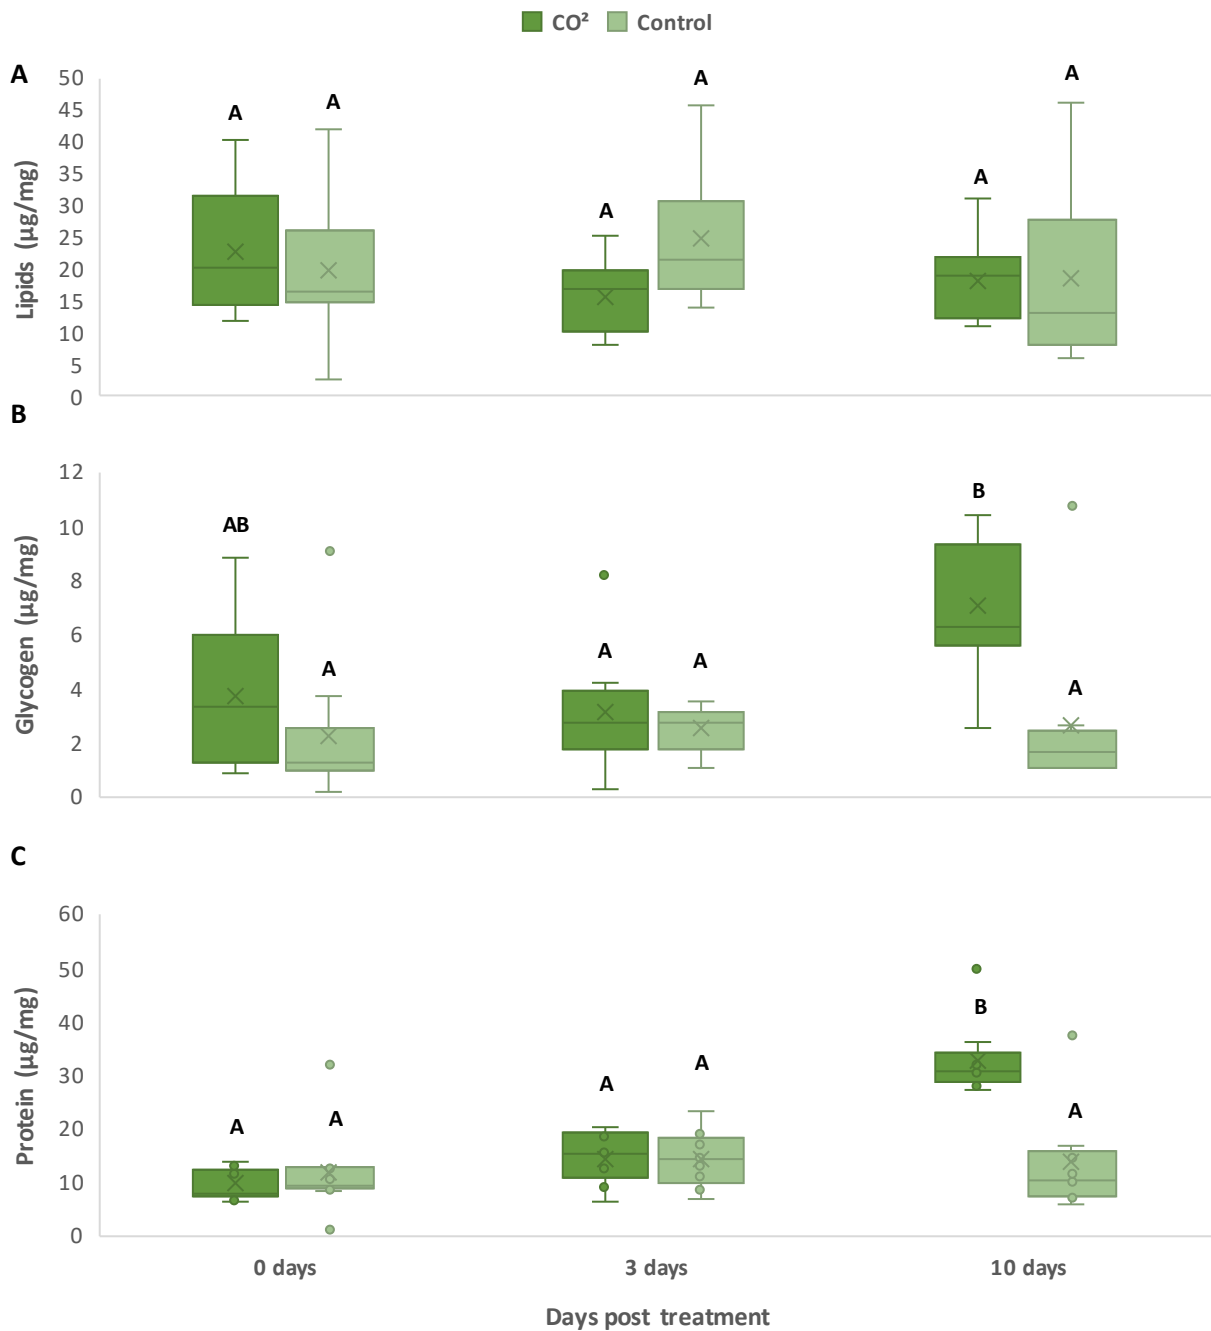 CO² Control
A
50
45
40
35
30
25
20
15
10
5
0
Lipids (µg/mg)
A A A A A A
B
12
10
8
6
4
2
0
Glycogen (µg/mg)
AB A A A B A
C
60
50
40
30
20
10
0
Protein (µg/mg)
A A A A B A
0 days 3 days 10 days
Days post treatment